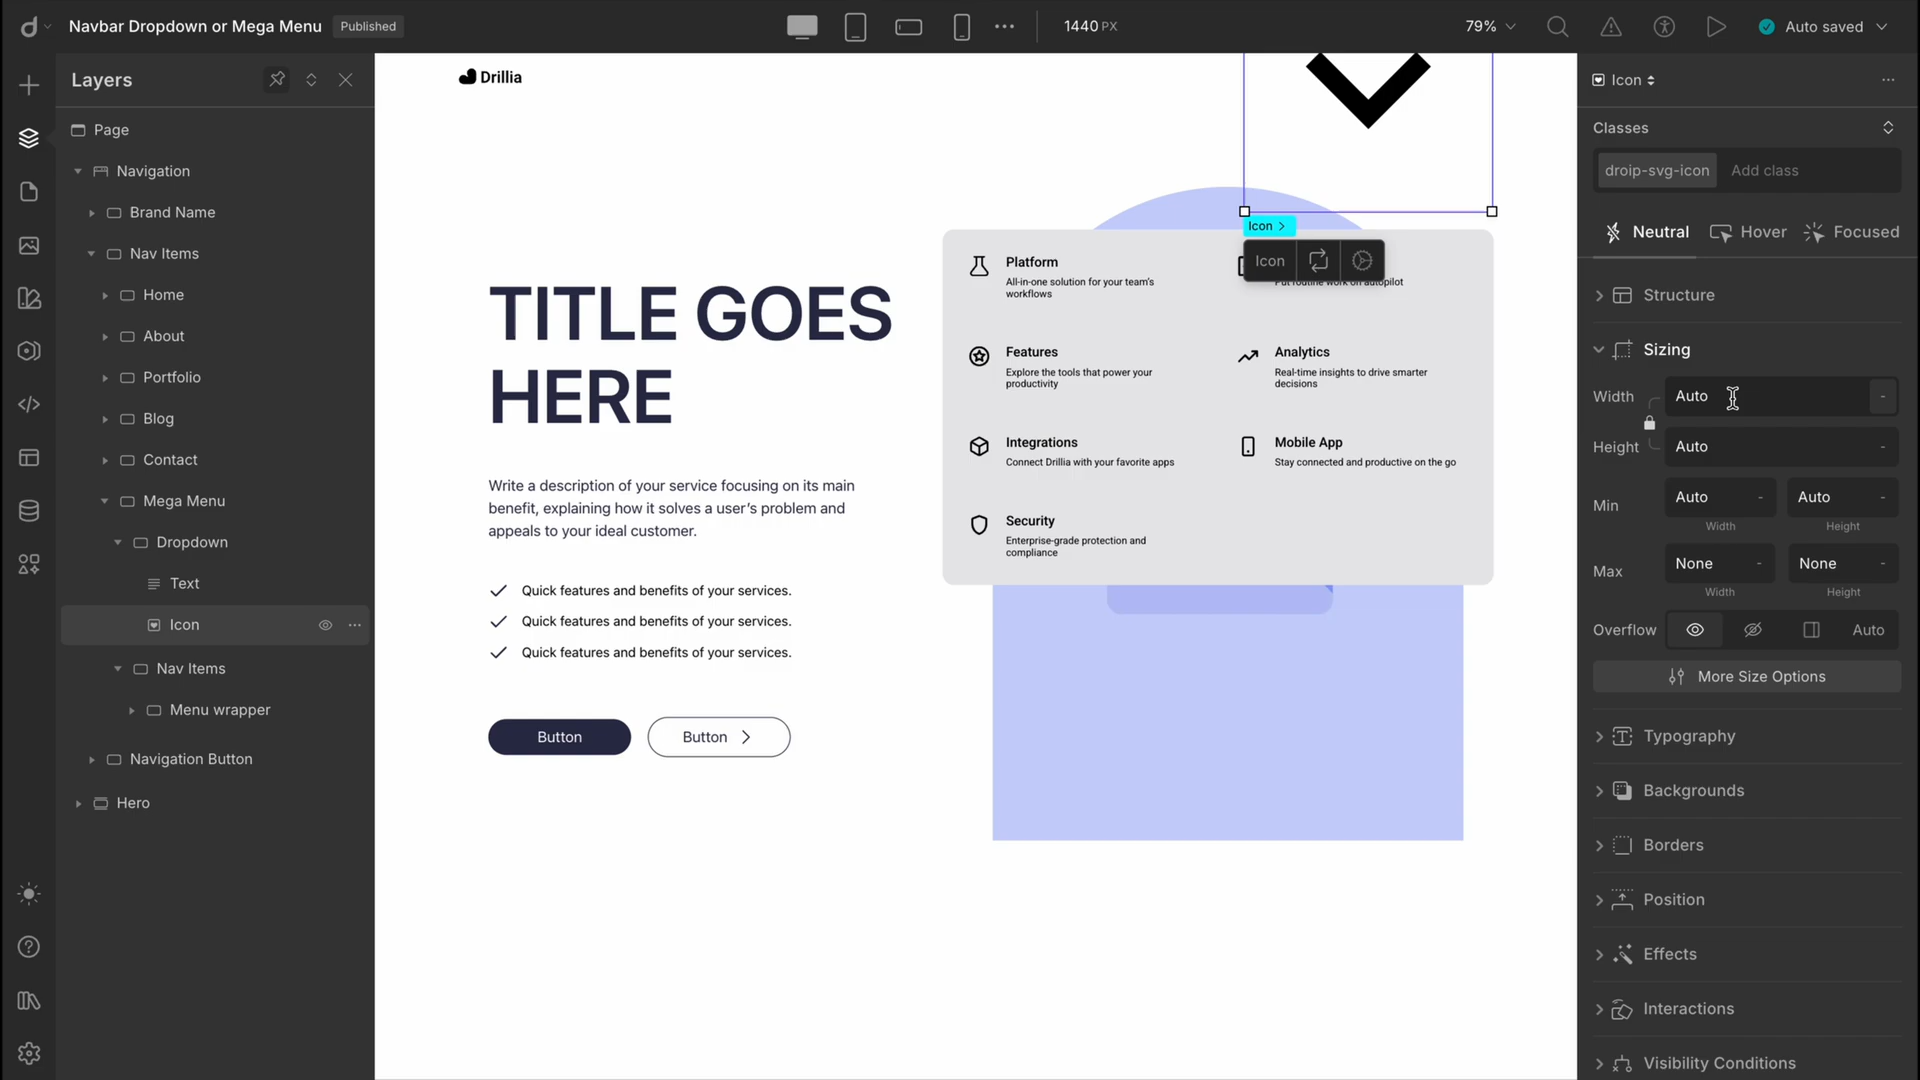 Navbar Dropdown or Mega Menu
Published
1440 PX
79%
Auto saved
Layers
Page
Navigation
Brand Name
Nav Items
Home
About
Portfolio
Blog
Contact
Mega Menu
Dropdown
Text
Icon
Nav Items
Menu wrapper
Navigation Button
Hero
Drillia
TITLE GOES
HERE
Write a description of your service focusing on its main
benefit, explaining how it solves a user's problem and
appeals to your ideal customer.
Quick features and benefits of your services.
Quick features and benefits of your services.
Quick features and benefits of your services.
Button
Button
Icon
Icon
Platform
All-in-one solution for your team's
workflows
Put routine work on autopilot
Features
Explore the tools that power your
productivity
Analytics
Real-time insights to drive smarter
decisions
Integrations
Connect Drillia with your favorite apps
Mobile App
Stay connected and productive on the go
Security
Enterprise-grade protection and
compliance
Icon
Classes
droip-svg-icon
Add class
Neutral
Hover
Focused
Structure
Sizing
Width
Auto
-
Height
Auto
-
Min
Auto
-
Auto
-
Width
Height
Max
None
-
None
-
Width
Height
Overflow
Auto
More Size Options
Typography
Backgrounds
Borders
Position
Effects
Interactions
Visibility Conditions